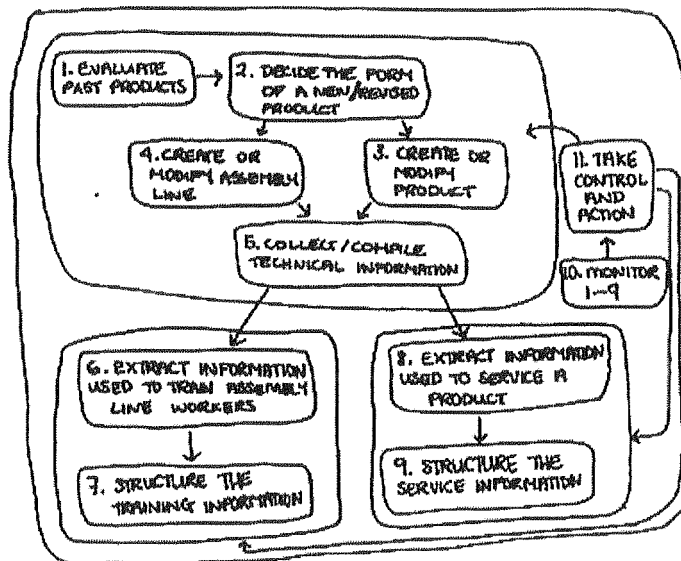 1. EVALUATE
PAST PRODUCTS
2. DECIDE THE FORM
OF A NEW/REVISED
PRODUCT
4. CREATE OR
MODIFY ASSEMBLY
LINE
3. CREATE OR
MODIFY
PRODUCT
11. TAKE
CONTROL
AND
ACTION
5. COLLECT/COMPILE
TECHNICAL INFORMATION
10. MONITOR
1-9
6. EXTRACT INFORMATION
USED TO TRAIN ASSEMBLY
LINE WORKERS
8. EXTRACT INFORMATION
USED TO SERVICE A
PRODUCT
7. STRUCTURE THE
TRAINING INFORMATION
9. STRUCTURE THE
SERVICE INFORMATION